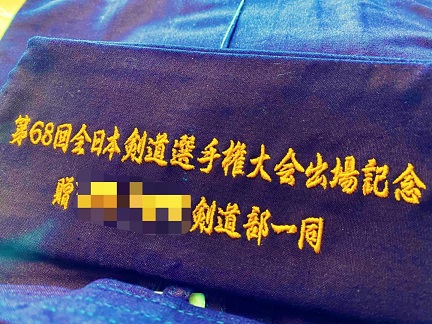 第68回全日本剣道選手権大会出場記念
贈 剣道部一同